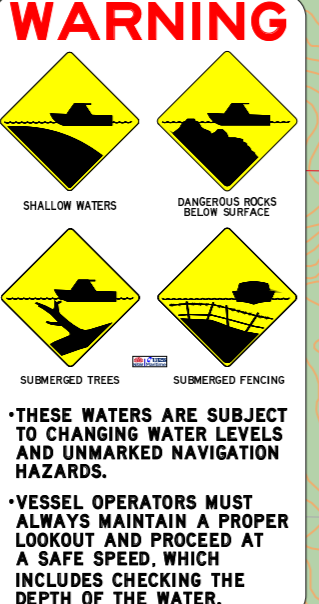 WARNING
SHALLOW WATERS
DANGEROUS ROCKS
BELOW SURFACE
SUBMERGED TREES
SUBMERGED FENCING
•THESE WATERS ARE SUBJECT
TO CHANGING WATER LEVELS
AND UNMARKED NAVIGATION
HAZARDS.
•VESSEL OPERATORS MUST
ALWAYS MAINTAIN A PROPER
LOOKOUT AND PROCEED AT
A SAFE SPEED, WHICH
INCLUDES CHECKING THE
DEPTH OF THE WATER.